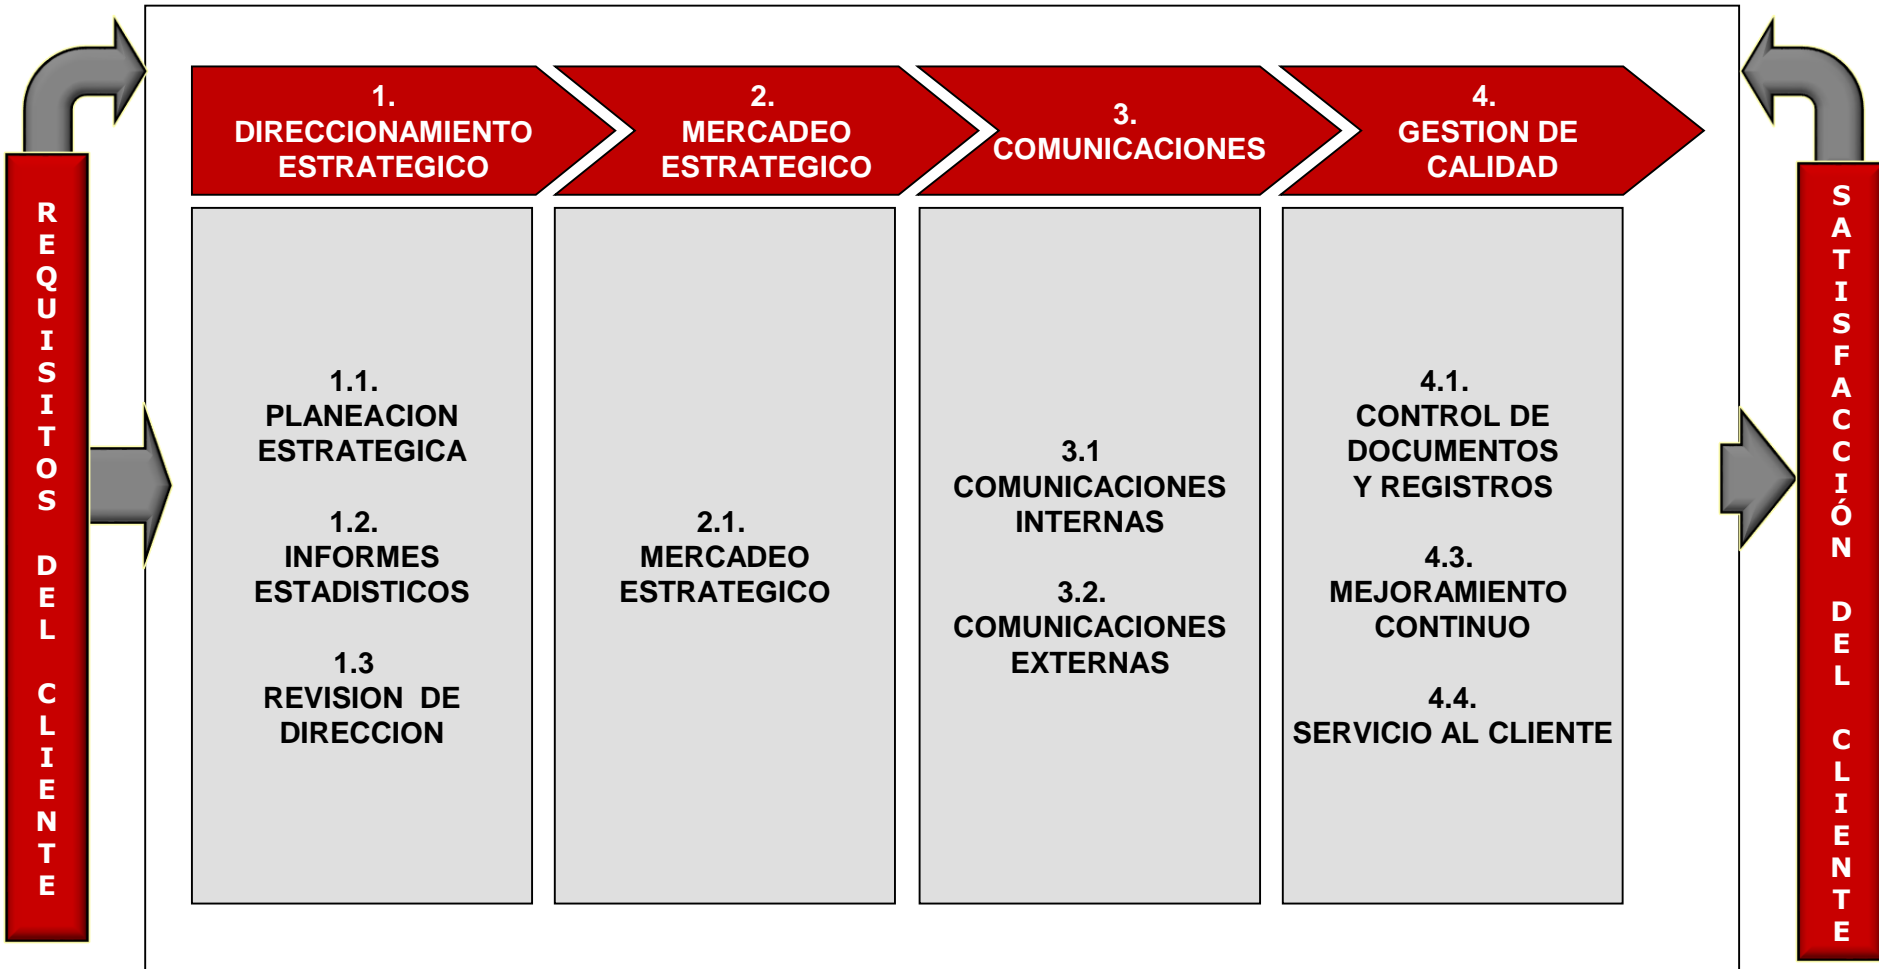 REQUISITOS DEL CLIENTE
1.
DIRECCIONAMIENTO
ESTRATEGICO
2.
MERCADEO
ESTRATEGICO
3.
COMUNICACIONES
4.
GESTION DE
CALIDAD
1.1.
PLANEACION
ESTRATEGICA
1.2.
INFORMES
ESTADISTICOS
1.3
REVISION  DE
DIRECCION
2.1.
MERCADEO
ESTRATEGICO
3.1
COMUNICACIONES
INTERNAS
3.2.
COMUNICACIONES
EXTERNAS
4.1.
CONTROL DE
DOCUMENTOS
Y REGISTROS
4.3.
MEJORAMIENTO
CONTINUO
4.4.
SERVICIO AL CLIENTE
SATISFACCIÓN DEL CLIENTE